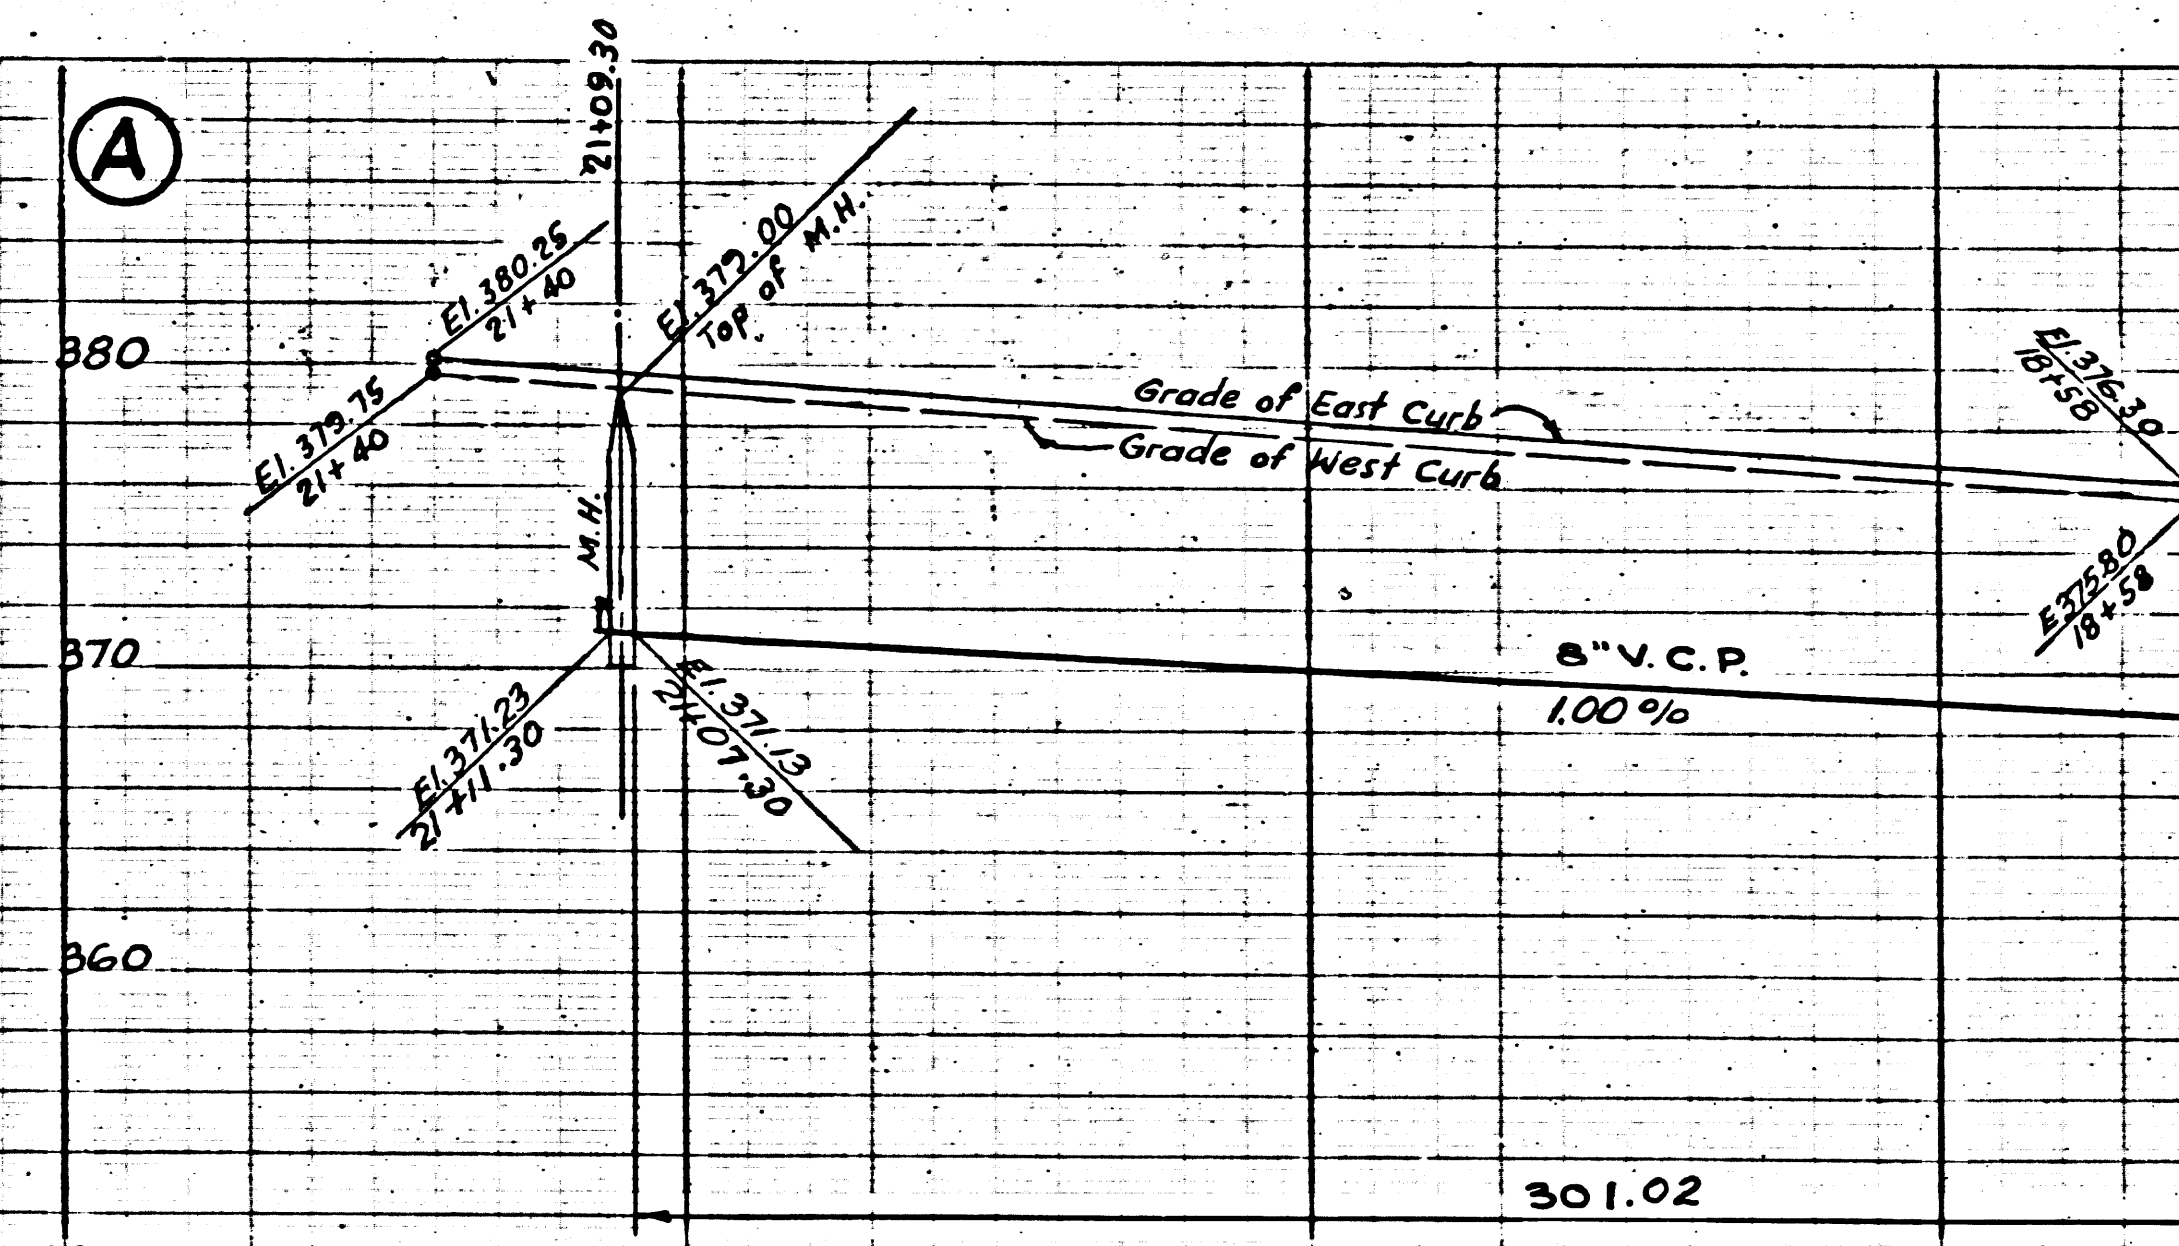 21+09.30
A
El. 380.25
21+40
El. 379.00
Top. of M.H.
380
El. 379.75
21+40
Grade of East Curb
Grade of West Curb
El. 376.30
18+58
M.H.
E 375.80
18+58
370
8" V.C.P.
1.00 %
El. 371.23
21+11.30
El. 371.13
21+07.30
360
301.02